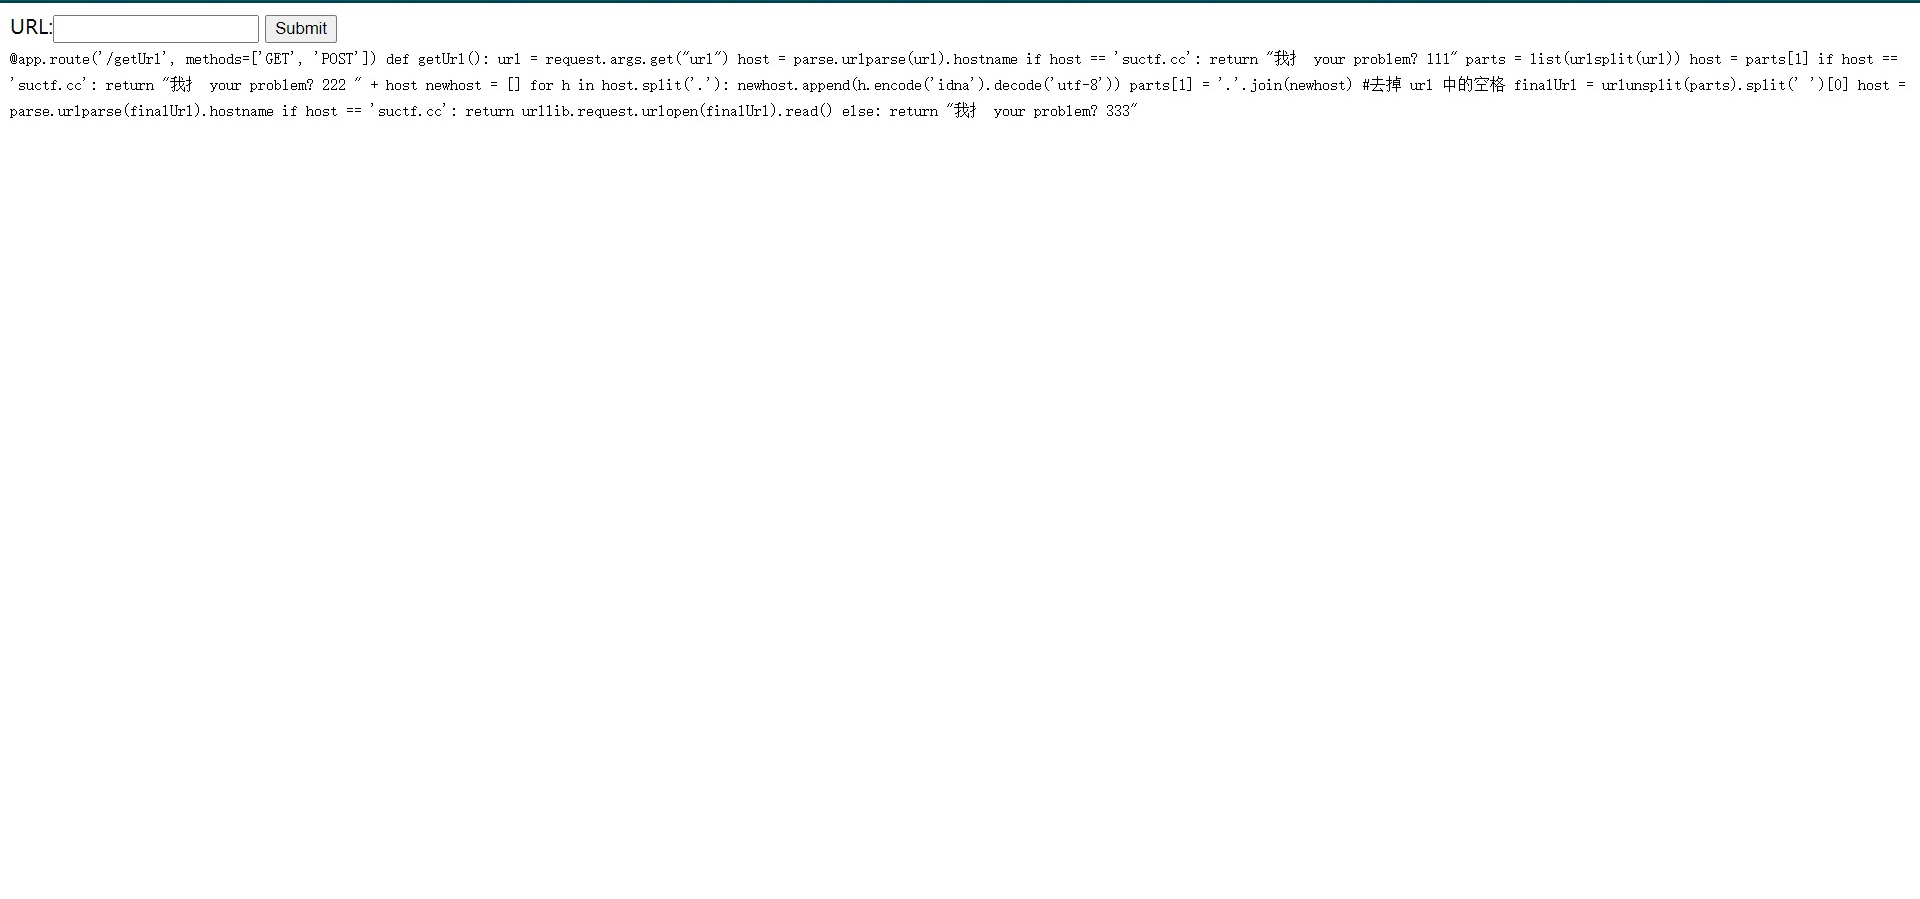 URL: Submit
@app.route('/getUrl', methods=['GET', 'POST']) def getUrl(): url = request.args.get("url") host = parse.urlparse(url).hostname if host == 'suctf.cc': return "我扌 your problem? 111" parts = list(urlsplit(url)) host = parts[1] if host ==
'suctf.cc': return "我扌 your problem? 222 " + host newhost = [] for h in host.split('.'): newhost.append(h.encode('idna').decode('utf-8')) parts[1] = '.'.join(newhost) #去掉 url 中的空格 finalUrl = urlunsplit(parts).split(' ')[0] host =
parse.urlparse(finalUrl).hostname if host == 'suctf.cc': return urllib.request.urlopen(finalUrl).read() else: return "我扌 your problem? 333"